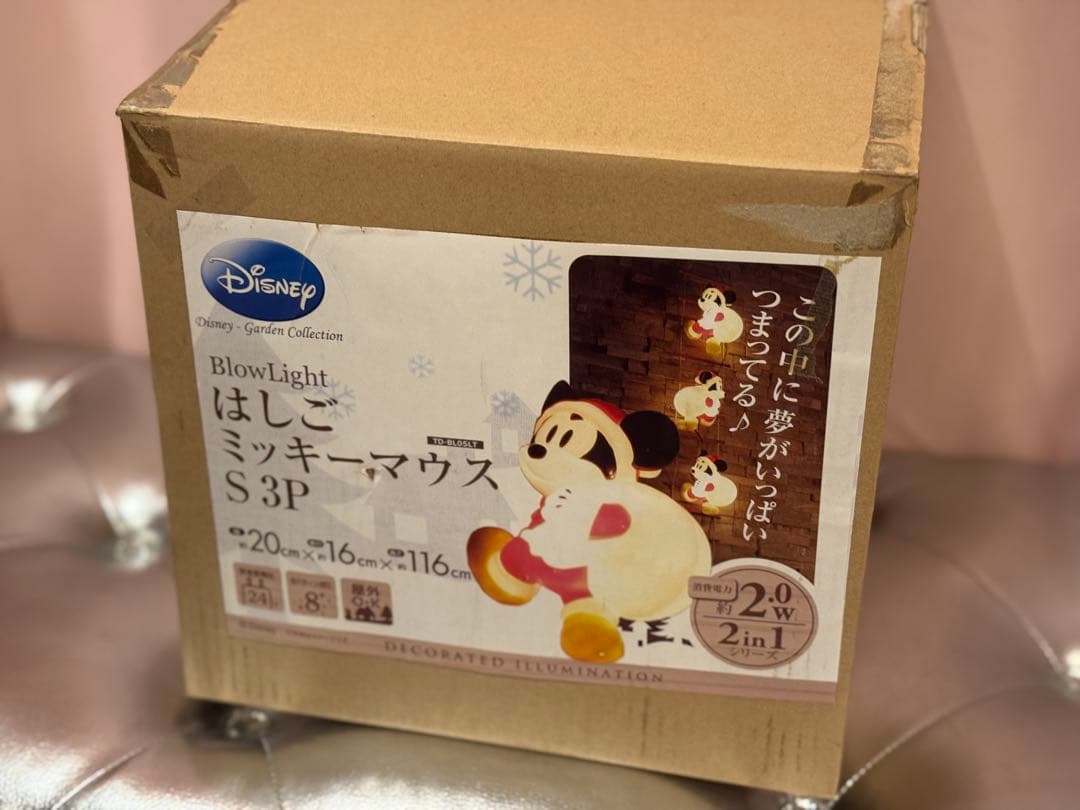 Disney
Disney - Garden Collection
BlowLight
はしご
TD-BL05LT
ミッキーマウス
S 3P
約20cm×約16cm×約116cm
24
8
屋外
OK
この中に夢がいっぱい
つまってる♪
消費電力
約2.0W
2in1
シリーズ
DECORATED ILLUMINATION